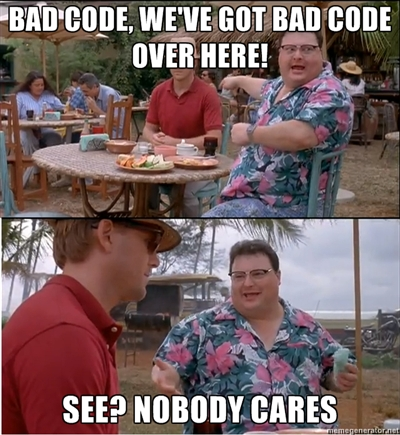 BAD CODE, WE'VE GOT BAD CODE
OVER HERE!
SEE? NOBODY CARES
memegenerator.net